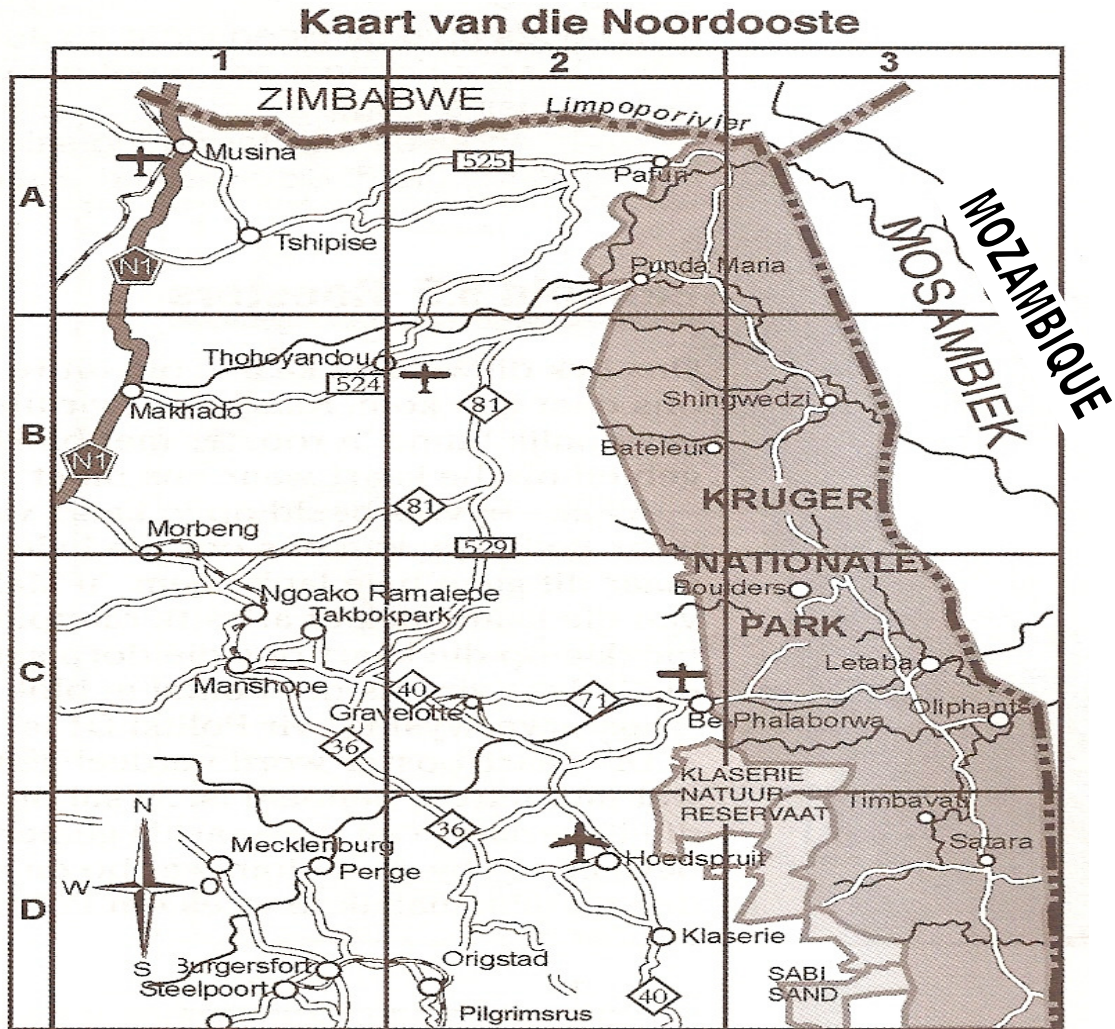 Kaart van die Noordooste
1 2 3
ZIMBABWE
Limpoporivier
Musina
525
Pafuri
A
Tshipise
MOSAMBIEK
MOZAMBIQUE
N1
Punda Maria
Thohoyandou
524
81
Makhado
Shingwedzi
B
Bateleur
N1
KRUGER
81
Morbeng
529
NATIONALE
Boulders
Ngoako Ramalepe
Takbokpark
PARK
C
Letaba
Manshope
40
71
Gravelotte
Be-Phalaborwa
Oliphants
36
KLASERIE
NATUUR
RESERVAAT
Timbavati
N
36
Mecklenburg
Satara
Hoedspruit
Penge
W
D
Klaserie
Origstad
S
Burgersfort
Steelpoort
SABI
SAND
40
Pilgrimsrus